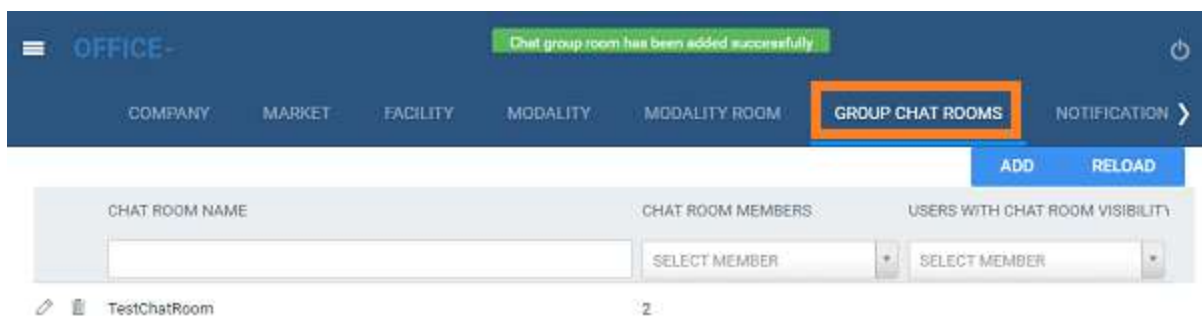 OFFICE-
Chat group room has been added successfully
COMPANY MARKET FACILITY MODALITY MODALITY ROOM GROUP CHAT ROOMS NOTIFICATION
ADD RELOAD
CHAT ROOM NAME CHAT ROOM MEMBERS USERS WITH CHAT ROOM VISIBILITY
SELECT MEMBER SELECT MEMBER
TestChatRoom 2